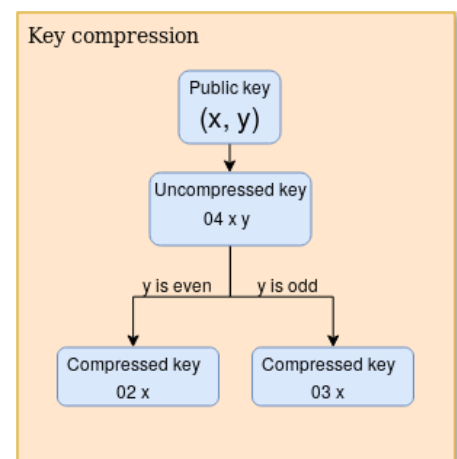 Key compression
Public key
(x, y)
Uncompressed key
04 x y
y is even
y is odd
Compressed key
02 x
Compressed key
03 x